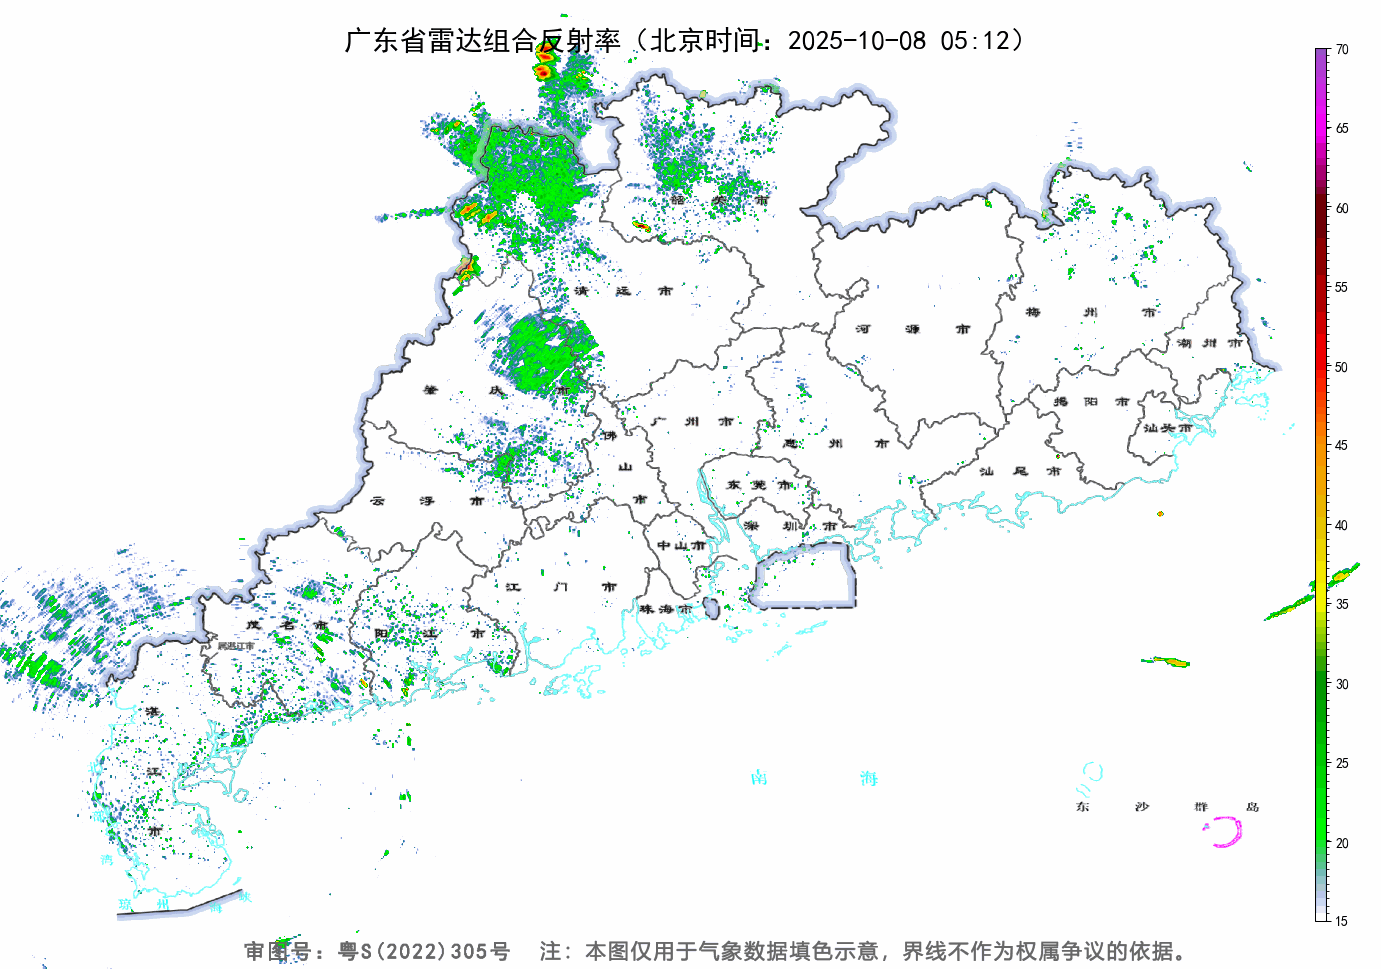 广东省雷达组合反射率（北京时间：2025-10-08 05:12）
70
65
60
55
50
45
40
35
30
25
20
15
韶关市
清远市
河源市
梅州市
潮州市
肇庆市
广州市
惠州市
揭阳市
汕头市
佛山市
云浮市
东莞市
汕尾市
深圳市
中山市
江门市
珠海市
茂名市
阳江市
属湛江市
湛江市
南海
东沙群岛
湾
琼州海峡
审图号：粤S(2022)305号 注：本图仅用于气象数据填色示意，界线不作为权属争议的依据。